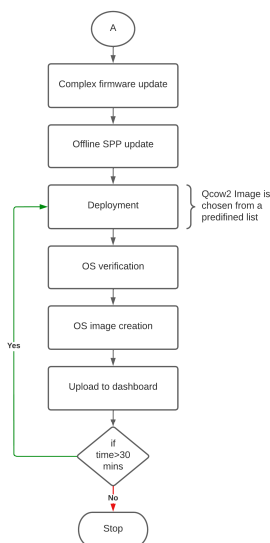 A
Complex firmware update
Offline SPP update
Deployment
Qcow2 Image is
chosen from a
predifined list
OS verification
OS image creation
Upload to dashboard
Yes
if
time>30
mins
No
Stop